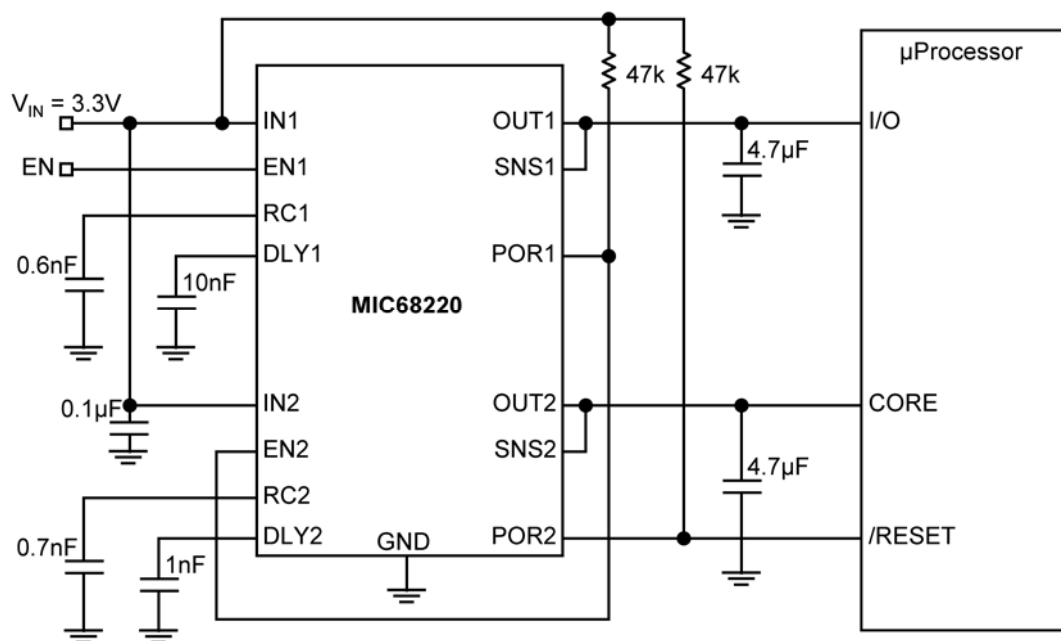 47k
47k
µProcessor
V_IN = 3.3V
IN1
OUT1
I/O
EN
EN1
SNS1
4.7µF
RC1
DLY1
POR1
0.6nF
10nF
MIC68220
0.1µF
IN2
OUT2
CORE
EN2
SNS2
4.7µF
RC2
0.7nF
DLY2
GND
POR2
/RESET
1nF